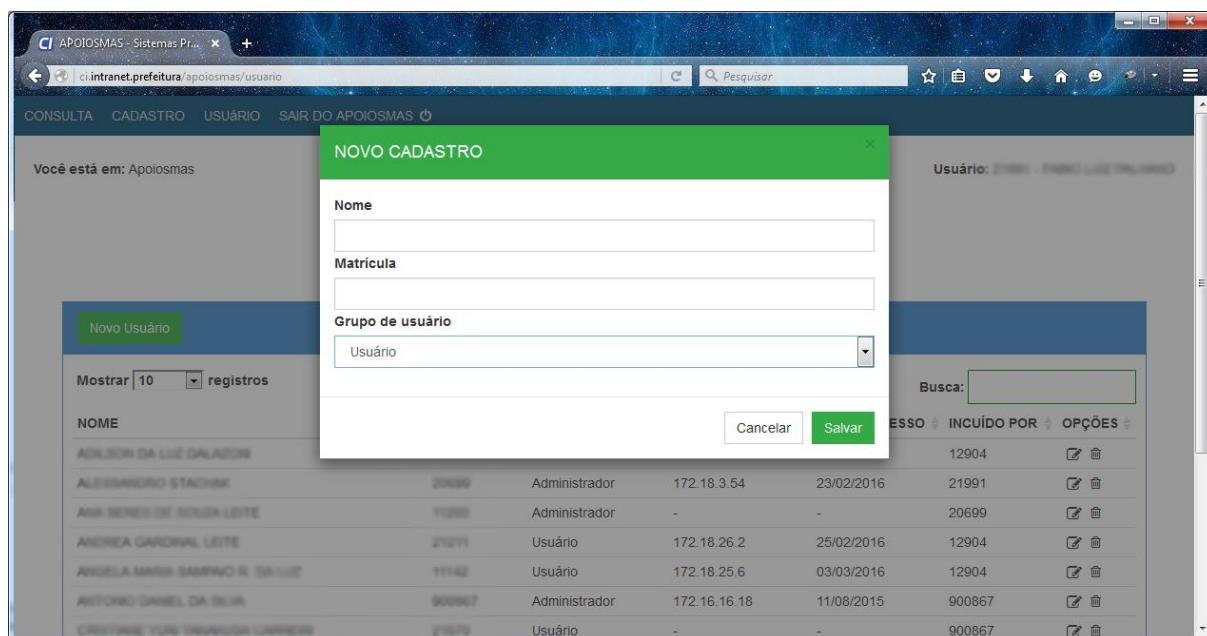 CI APOIOSMAS - Sistemas Pr...
ci.intranet.prefeitura/apoiosmas/usuario
Pesquisar
CONSULTA CADASTRO USUáRIO SAIR DO APOIOSMAS
NOVO CADASTRO
Você está em: Apoiosmas
Usuário:
Nome
Matrícula
Grupo de usuário
Usuário
Novo Usuário
Mostrar 10 registros
Busca:
Cancelar Salvar
NOME ESSO INCUÍDO POR OPÇÕES
12904
Administrador 172.18.3.54 23/02/2016 21991
Administrador - - 20699
Usuário 172.18.26.2 25/02/2016 12904
Usuário 172.18.25.6 03/03/2016 12904
Administrador 172.16.16.18 11/08/2015 900867
Usuário - - 900867